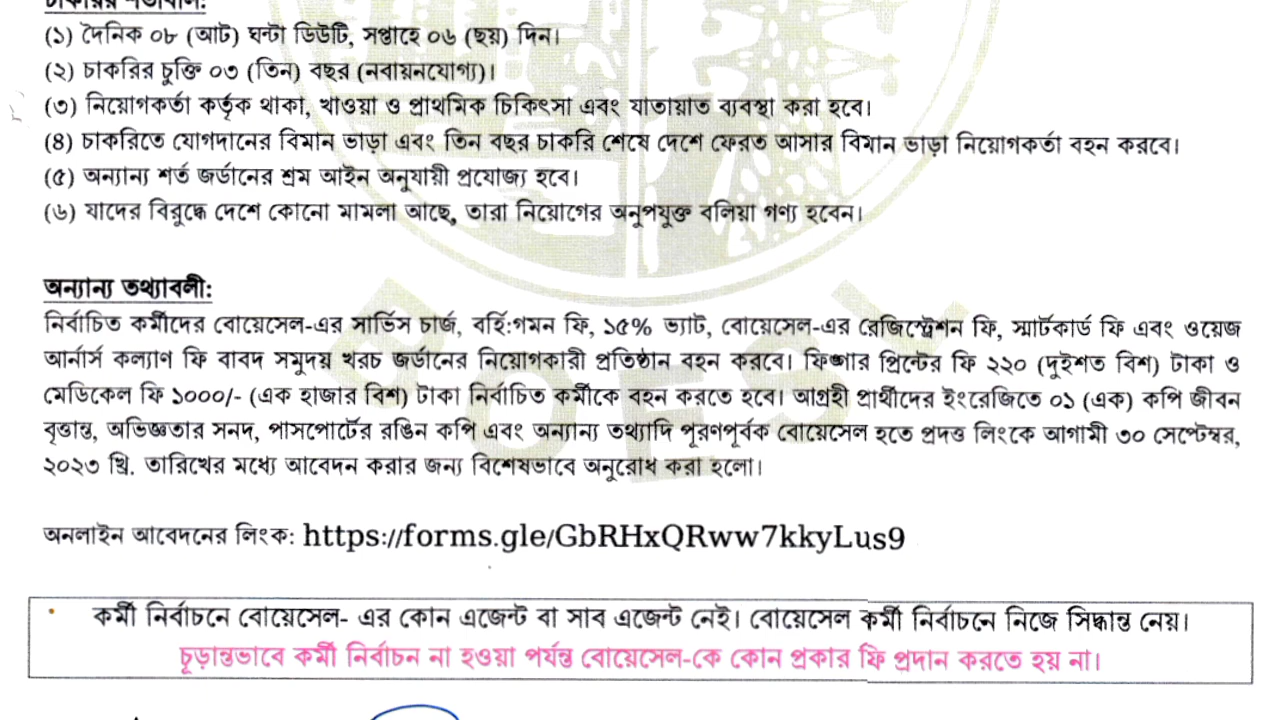 চাকরির শর্তাবলি:
(১) দৈনিক ০৮ (আট) ঘন্টা ডিউটি, সপ্তাহে ০৬ (ছয়) দিন।
(২) চাকরির চুক্তি ০৩ (তিন) বছর (নবায়নযোগ্য)।
(৩) নিয়োগকর্তা কর্তৃক থাকা, খাওয়া ও প্রাথমিক চিকিৎসা এবং যাতায়াত ব্যবস্থা করা হবে।
(৪) চাকরিতে যোগদানের বিমান ভাড়া এবং তিন বছর চাকরি শেষে দেশে ফেরত আসার বিমান ভাড়া নিয়োগকর্তা বহন করবে।
(৫) অন্যান্য শর্ত জর্ডানের শ্রম আইন অনুযায়ী প্রযোজ্য হবে।
(৬) যাদের বিরুদ্ধে দেশে কোনো মামলা আছে, তারা নিয়োগের অনুপযুক্ত বলিয়া গণ্য হবেন।
অন্যান্য তথ্যাবলী:
নির্বাচিত কর্মীদের বোয়েসেল-এর সার্ভিস চার্জ, বর্হি:গমন ফি, ১৫% ভ্যাট, বোয়েসেল-এর রেজিস্ট্রেশন ফি, স্মার্টকার্ড ফি এবং ওয়েজ
আর্নার্স কল্যাণ ফি বাবদ সমুদয় খরচ জর্ডানের নিয়োগকারী প্রতিষ্ঠান বহন করবে। ফিঙ্গার প্রিন্টের ফি ২২০ (দুইশত বিশ) টাকা ও
মেডিকেল ফি ১০০০/- (এক হাজার বিশ) টাকা নির্বাচিত কর্মীকে বহন করতে হবে। আগ্রহী প্রার্থীদের ইংরেজিতে ০১ (এক) কপি জীবন
বৃত্তান্ত, অভিজ্ঞতার সনদ, পাসপোর্টের রঙিন কপি এবং অন্যান্য তথ্যাদি পূরণপূর্বক বোয়েসেল হতে প্রদত্ত লিংকে আগামী ৩০ সেপ্টেম্বর,
২০২৩ খ্রি. তারিখের মধ্যে আবেদন করার জন্য বিশেষভাবে অনুরোধ করা হলো।
অনলাইন আবেদনের লিংক: https://forms.gle/GbRHxQRww7kkyLus9
কর্মী নির্বাচনে বোয়েসেল- এর কোন এজেন্ট বা সাব এজেন্ট নেই। বোয়েসেল কর্মী নির্বাচনে নিজে সিদ্ধান্ত নেয়।
চূড়ান্তভাবে কর্মী নির্বাচন না হওয়া পর্যন্ত বোয়েসেল-কে কোন প্রকার ফি প্রদান করতে হয় না।